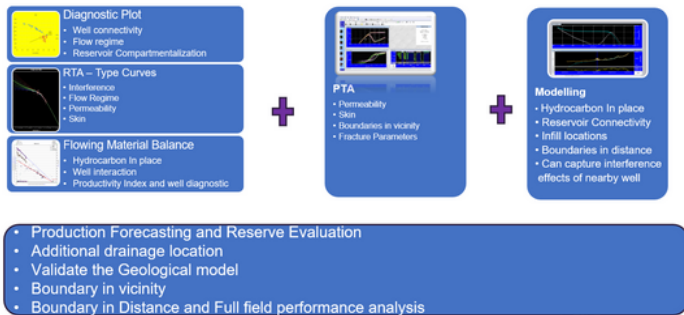 Diagnostic Plot
• Well connectivity
• Flow regime
• Reservoir Compartmentalization
RTA – Type Curves
• Interference
• Flow Regime
• Permeability
• Skin
Flowing Material Balance
• Hydrocarbon In place
• Well interaction
• Productivity Index and well diagnostic
PTA
• Permeability
• Skin
• Boundaries in vicinity
• Fracture Parameters
Modelling
• Hydrocarbon In place
• Reservoir Connectivity
• Infill locations
• Boundaries in distance
• Can capture interference
effects of nearby well
• Production Forecasting and Reserve Evaluation
• Additional drainage location
• Validate the Geological model
• Boundary in vicinity
• Boundary in Distance and Full field performance analysis